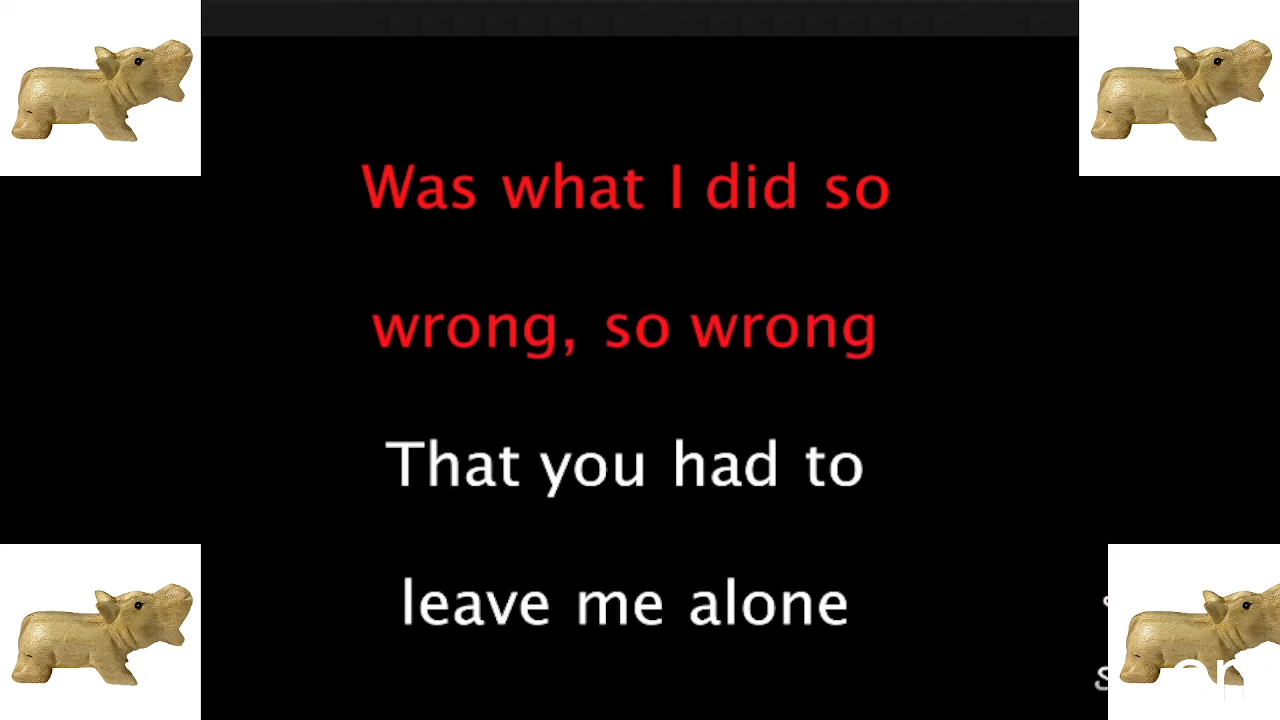 Was what I did so
wrong, so wrong
That you had to
leave me alone